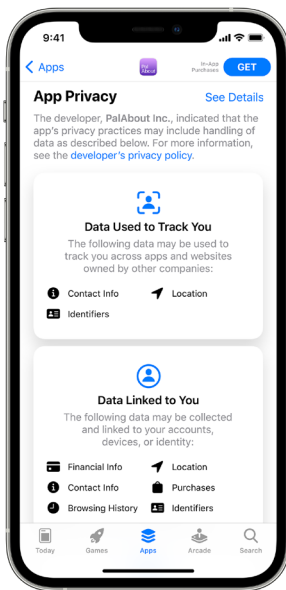 9:41
Apps
Pal About
In-App
Purchases
GET
App Privacy
See Details
The developer, PalAbout Inc., indicated that the
app's privacy practices may include handling of
data as described below. For more information,
see the developer's privacy policy.
Data Used to Track You
The following data may be used to
track you across apps and websites
owned by other companies:
Contact Info
Location
Identifiers
Data Linked to You
The following data may be collected
and linked to your accounts,
devices, or identity:
Financial Info
Location
Contact Info
Purchases
Browsing History
Identifiers
Today
Games
Apps
Arcade
Search